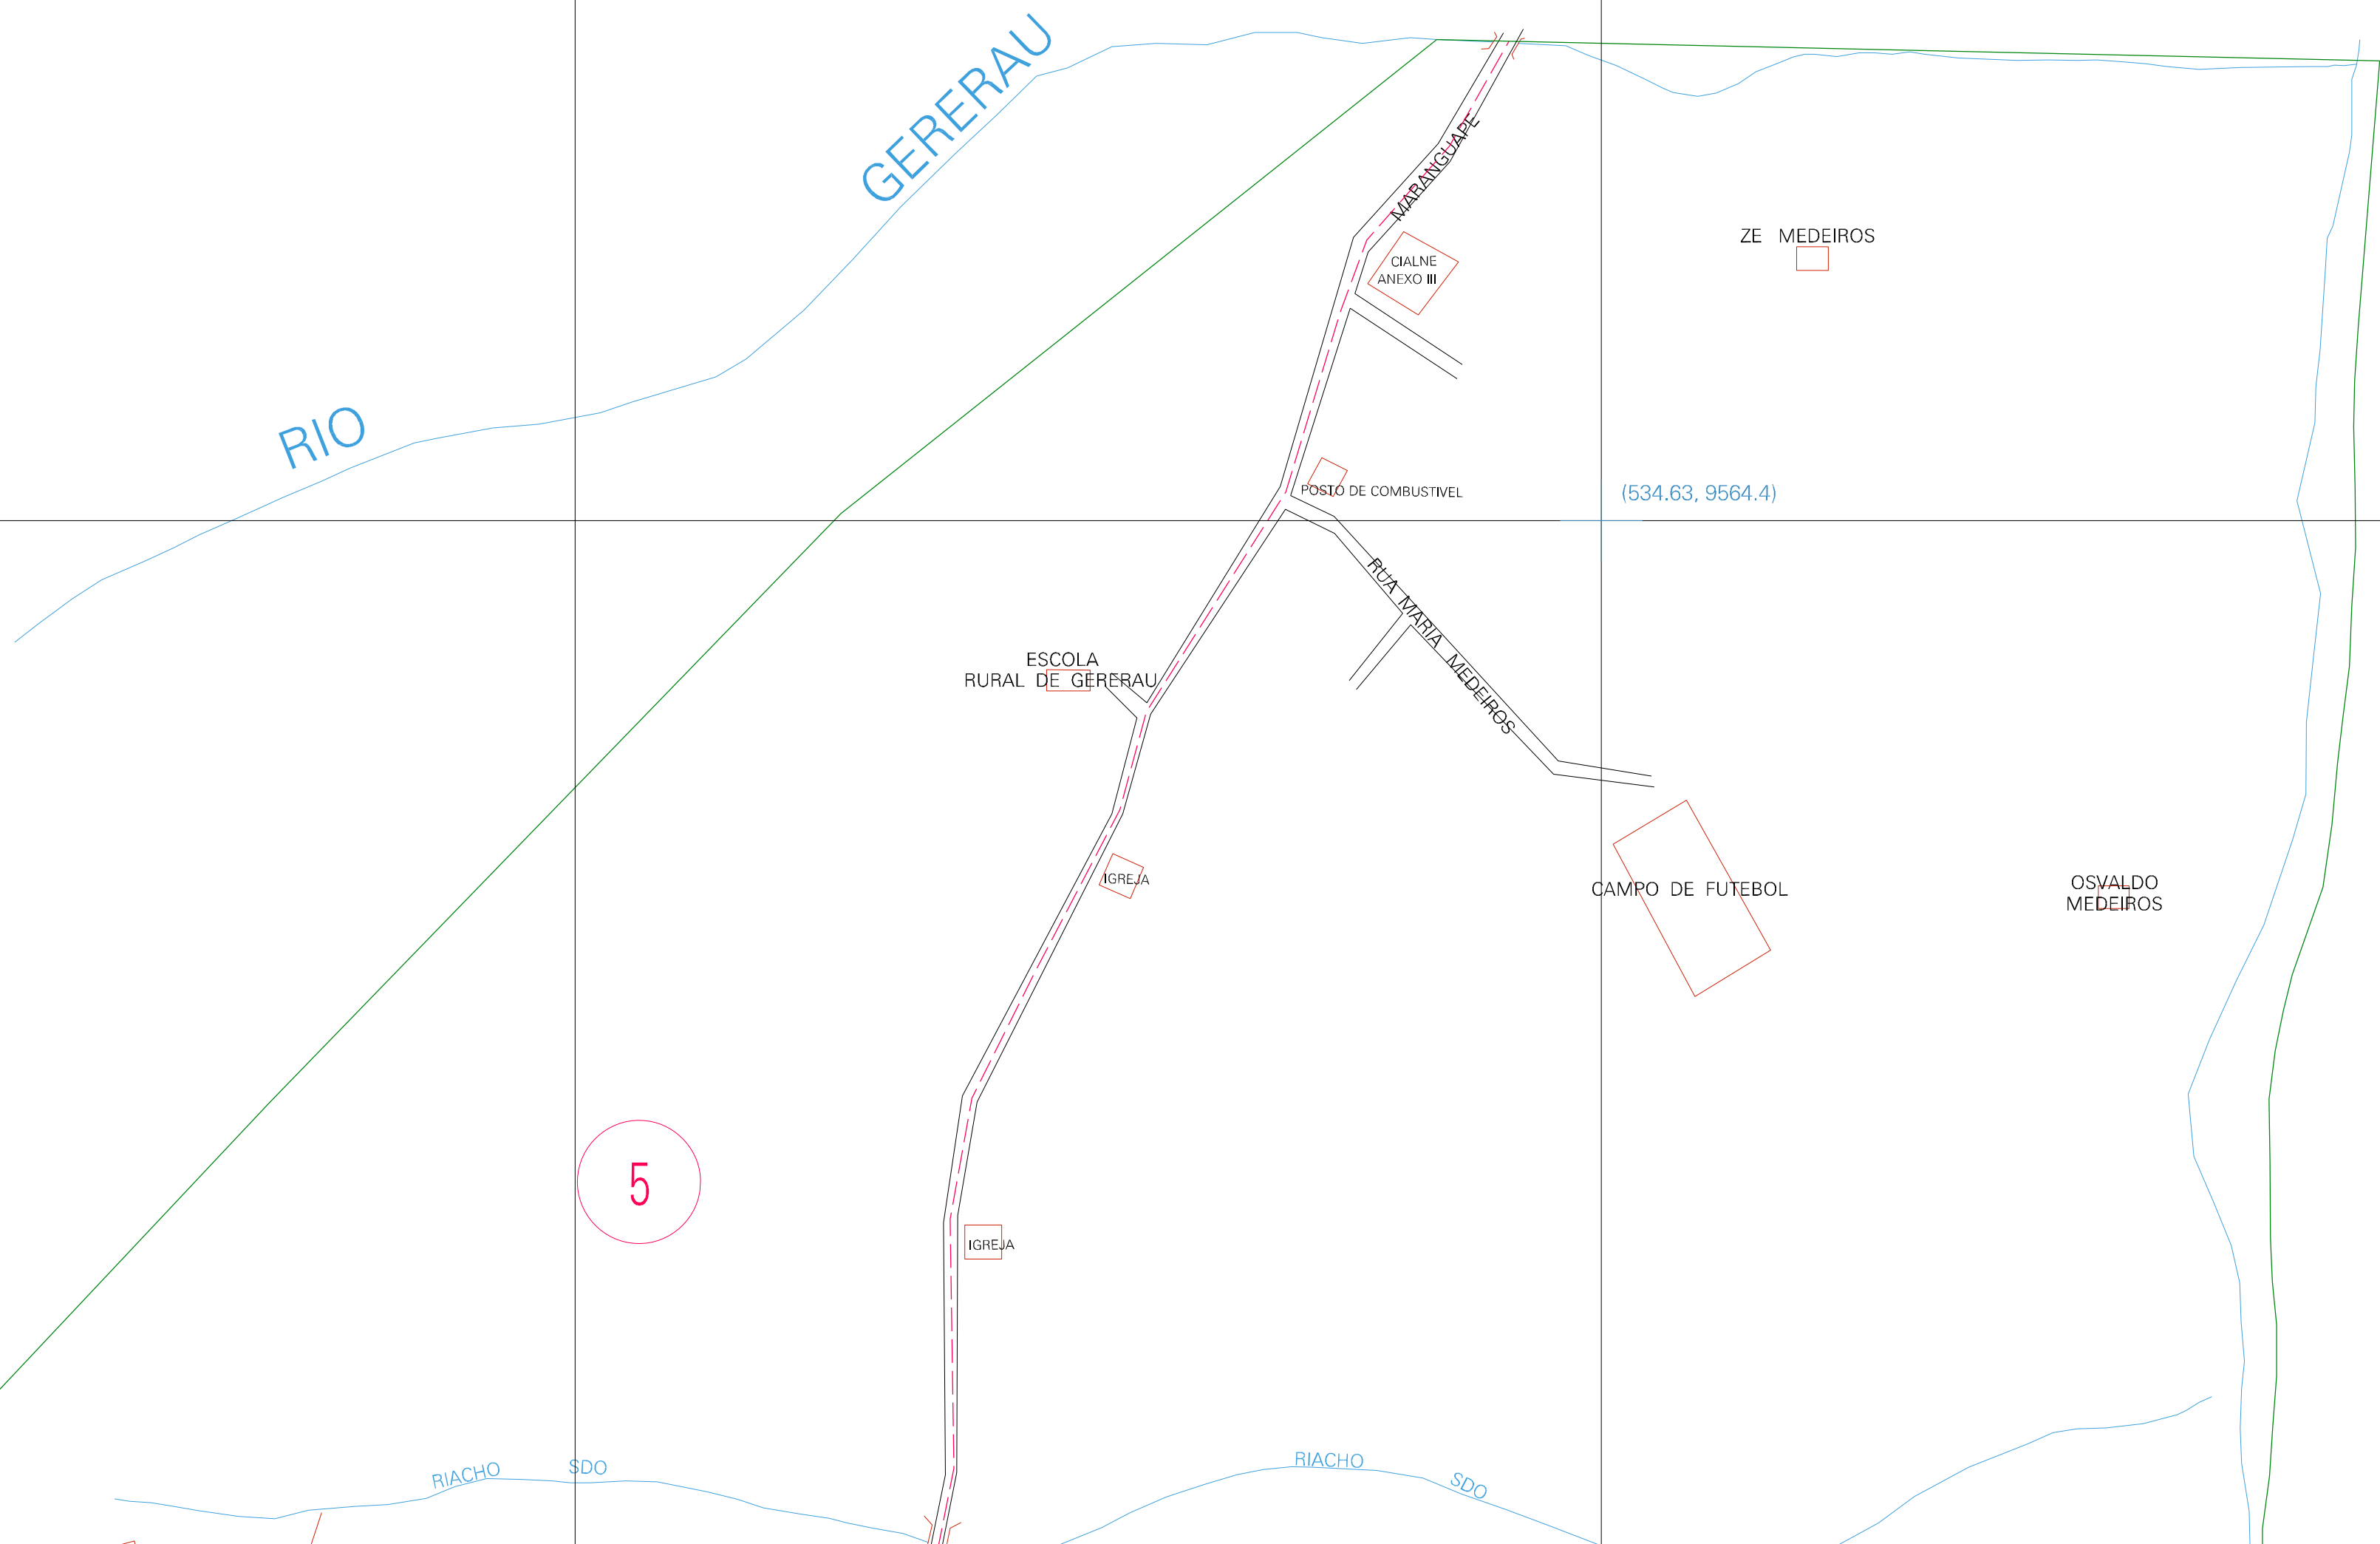 GERERAU
MARANGUAPE
ZE MEDEIROS
CIALNE
ANEXO III
RIO
POSTO DE COMBUSTIVEL
(534.63, 9564.4)
RUA MARIA MEDEIROS
ESCOLA
RURAL DE GERERAU
IGREJA
CAMPO DE FUTEBOL
OSVALDO
MEDEIROS
5
IGREJA
RIACHO SDO
RIACHO SDO